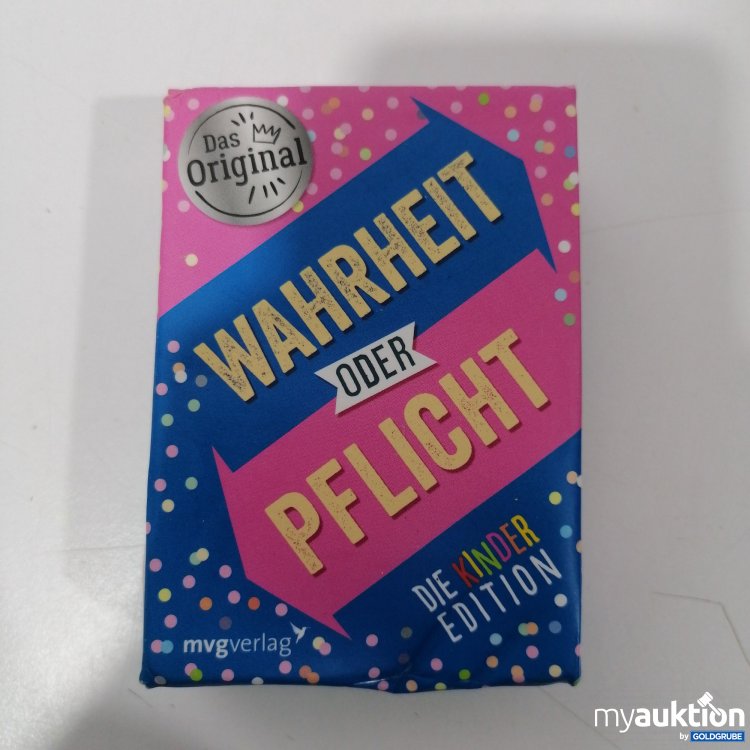 Das
Original
WAHRHEIT
ODER
PFLICHT
DIE KINDER
EDITION
mvgverlag
myauktion
by GOLDGRUBE